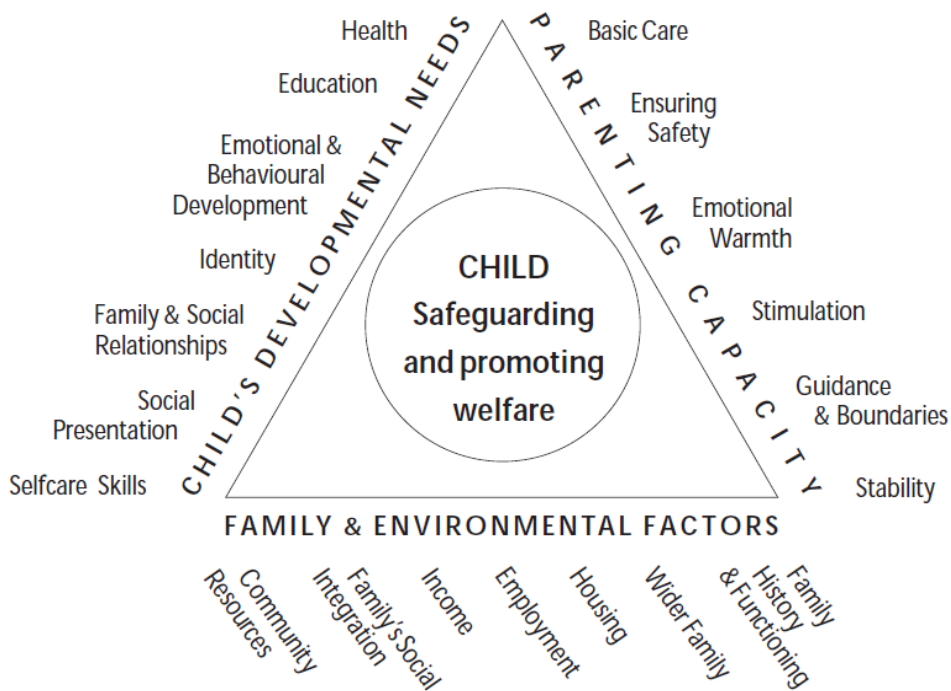 Health
Education
Emotional &
Behavioural
Development
Identity
Family & Social
Relationships
Social
Presentation
Selfcare Skills
CHILD'S DEVELOPMENTAL NEEDS
CHILD
Safeguarding
and promoting
welfare
PARENTING CAPACITY
Basic Care
Ensuring
Safety
Emotional
Warmth
Stimulation
Guidance
& Boundaries
Stability
FAMILY & ENVIRONMENTAL FACTORS
Community
Resources
Family's Social
Integration
Income
Employment
Housing
Wider Family
Family
History
& Functioning